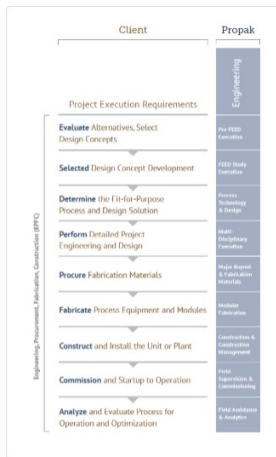 Client
Propak
Project Execution Requirements
Engineering
Engineering, Procurement, Fabrication, Construction (EPFC)
Evaluate Alternatives, Select
Design Concepts
Pre-FEED
Executive
Selected Design Concept Development
FEED Study
Executive
Determine the Fit-for-Purpose
Process and Design Solution
Process
Technology
& Design
Perform Detailed Project
Engineering and Design
Multi-
Disciplinary
Executive
Procure Fabrication Materials
Major Buyout
& Fabrication
Materials
Fabricate Process Equipment and Modules
Modular
Fabrication
Construct and Install the Unit or Plant
Construction &
Construction
Management
Commission and Startup to Operation
Field
Supervision &
Commissioning
Analyze and Evaluate Process for
Operation and Optimization
Field Assistance
& Analytics